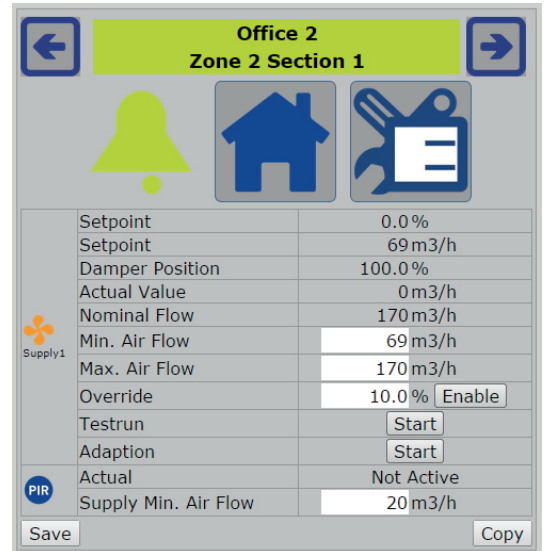 Office 2
Zone 2 Section 1
Setpoint 0.0 %
Setpoint 69 m3/h
Damper Position 100.0 %
Actual Value 0 m3/h
Nominal Flow 170 m3/h
Supply1
Min. Air Flow 69 m3/h
Max. Air Flow 170 m3/h
Override 10.0 % Enable
Testrun Start
Adaption Start
PIR
Actual Not Active
Supply Min. Air Flow 20 m3/h
Save Copy